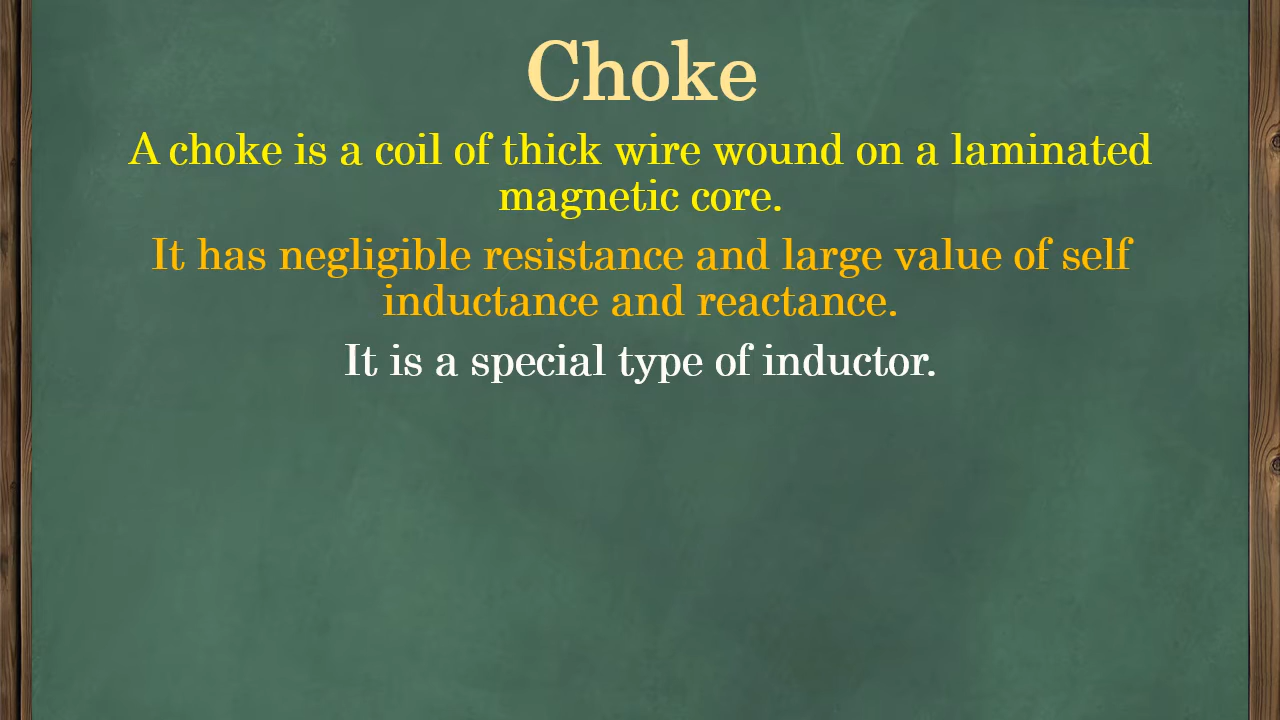 Choke
A choke is a coil of thick wire wound on a laminated
magnetic core.
It has negligible resistance and large value of self
inductance and reactance.
It is a special type of inductor.